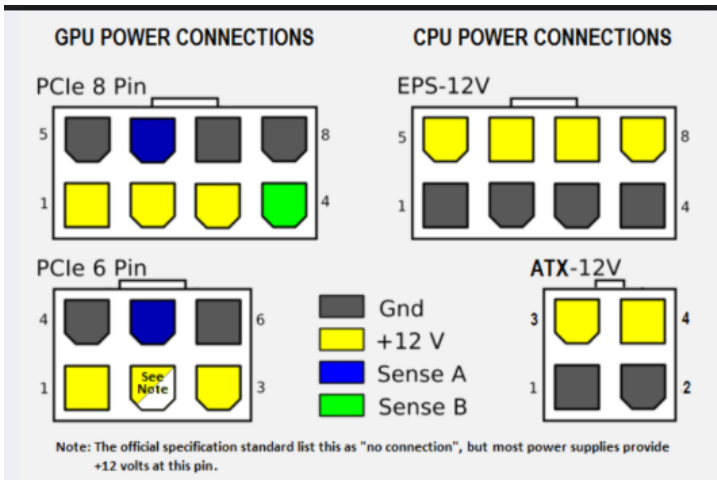 GPU POWER CONNECTIONS
CPU POWER CONNECTIONS
PCIe 8 Pin
5
8
1
4
EPS-12V
5
8
1
4
PCIe 6 Pin
4
6
1
See
Note
3
Gnd
+12 V
Sense A
Sense B
ATX-12V
3
4
1
2
Note: The official specification standard list this as "no connection", but most power supplies provide
+12 volts at this pin.